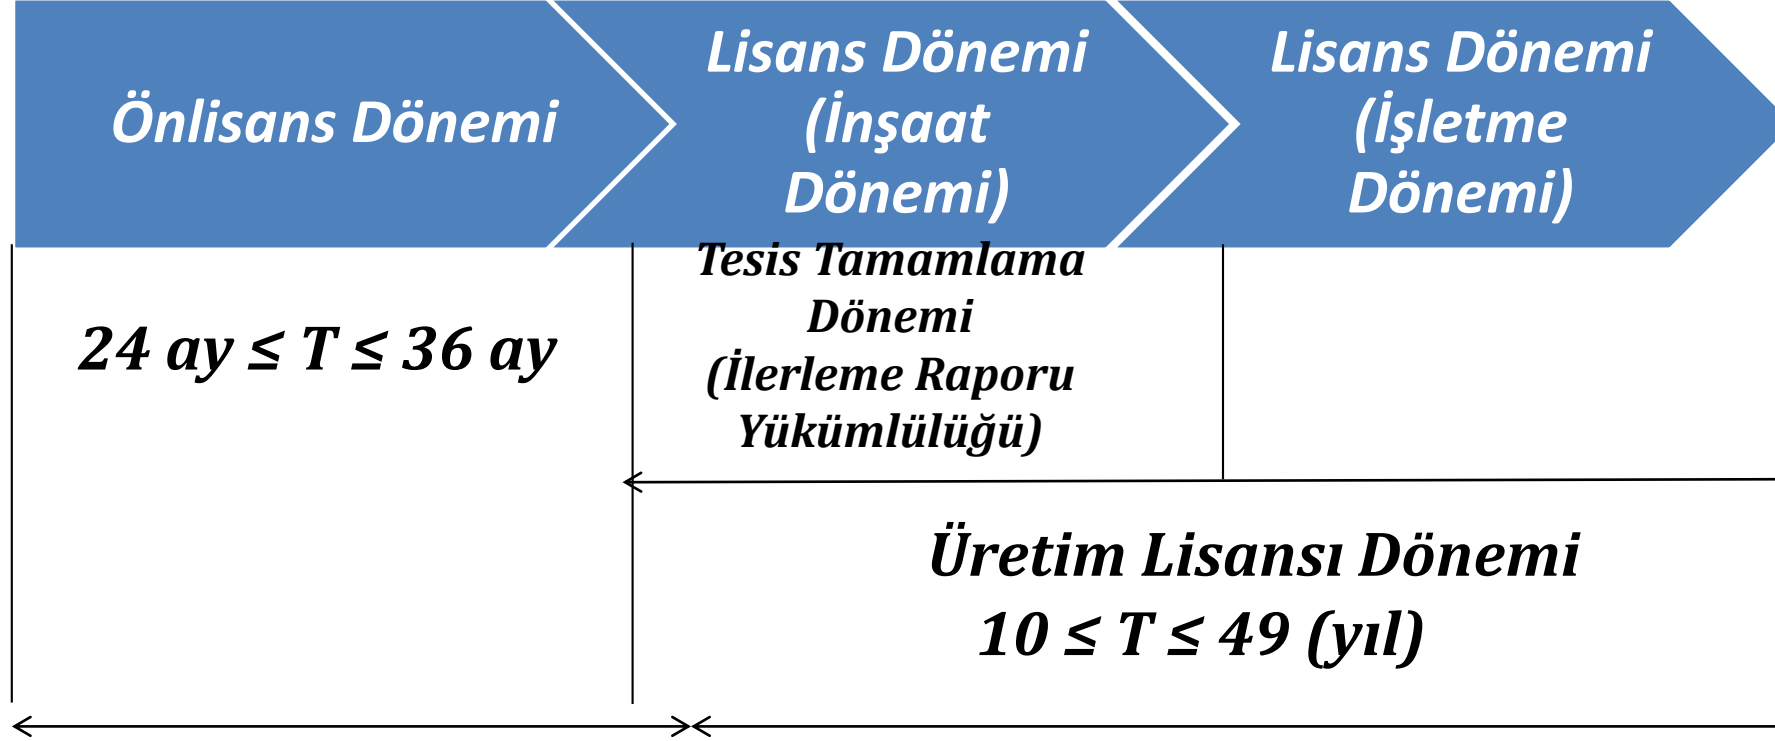 Önlisans Dönemi
Lisans Dönemi
(İnşaat
Dönemi)
Lisans Dönemi
(İşletme
Dönemi)
24 ay ≤ T ≤ 36 ay
Tesis Tamamlama
Dönemi
(İlerleme Raporu
Yükümlülüğü)
Üretim Lisansı Dönemi
10 ≤ T ≤ 49 (yıl)